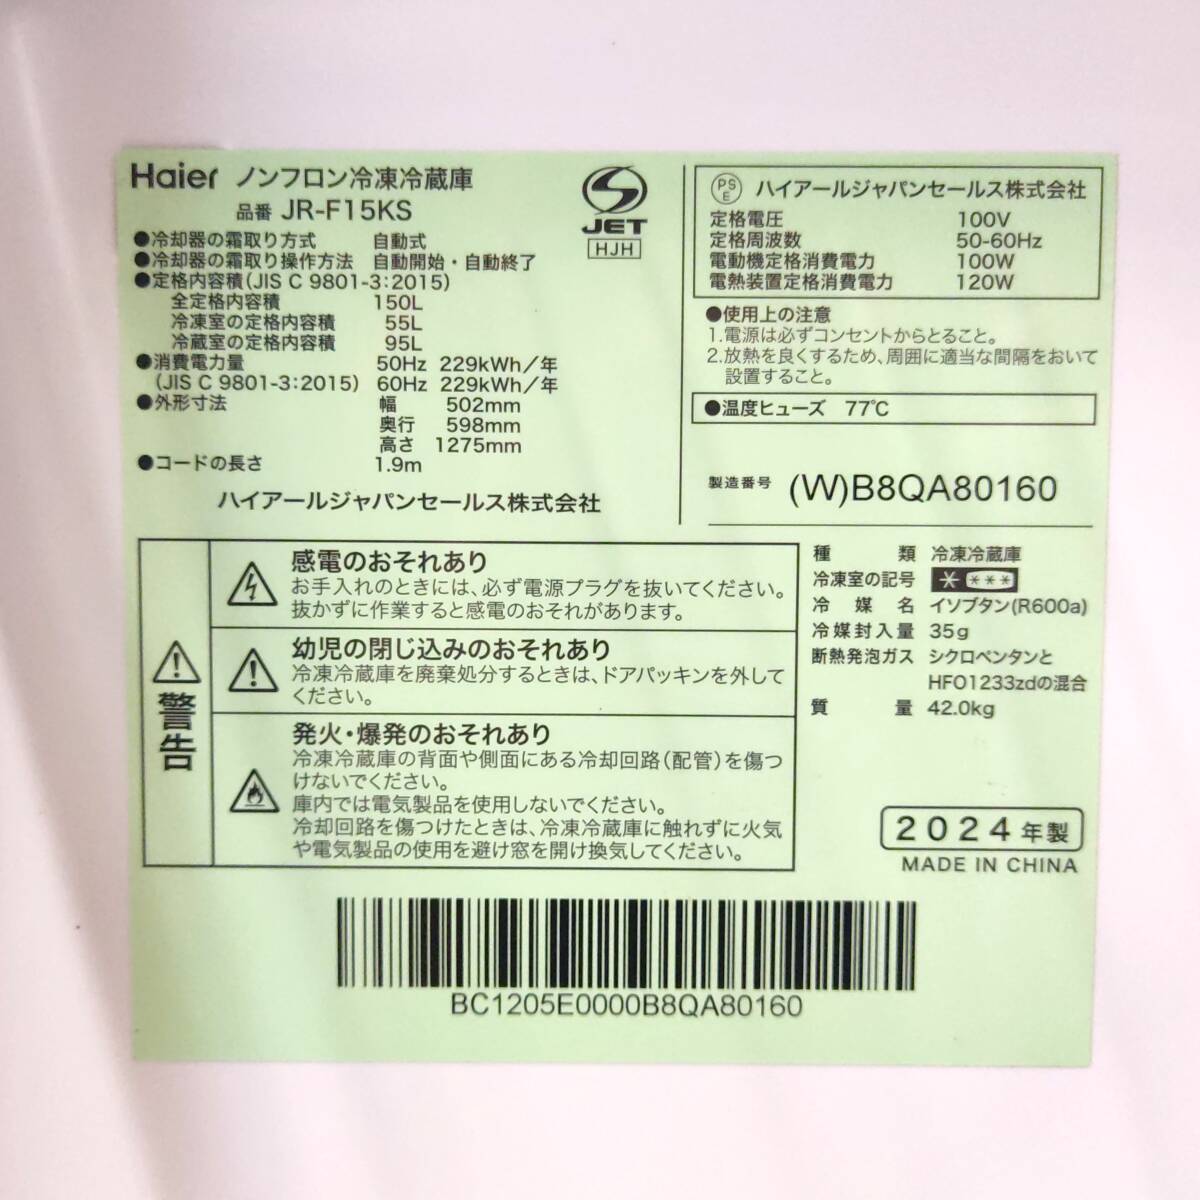 Haier ノンフロン冷凍冷蔵庫
品番 JR-F15KS
●冷却器の霜取り方式 自動式
●冷却器の霜取り操作方法 自動開始・自動終了
●定格内容積(JIS C 9801-3:2015)
全定格内容積 150L
冷凍室の定格内容積 55L
冷蔵室の定格内容積 95L
●消費電力量 50Hz 229kWh/年
(JIS C 9801-3:2015) 60Hz 229kWh/年
●外形寸法 幅 502mm
奥行 598mm
高さ 1275mm
●コードの長さ 1.9m
ハイアールジャパンセールス株式会社
S
JET
HJH
PS
E ハイアールジャパンセールス株式会社
定格電圧 100V
定格周波数 50-60Hz
電動機定格消費電力 100W
電熱装置定格消費電力 120W
●使用上の注意
1.電源は必ずコンセントからとること。
2.放熱を良くするため、周囲に適当な間隔をおいて
設置すること。
●温度ヒューズ 77℃
製造番号 (W)B8QA80160
警告
感電のおそれあり
お手入れのときには、必ず電源プラグを抜いてください。
抜かずに作業すると感電のおそれがあります。
幼児の閉じ込みのおそれあり
冷凍冷蔵庫を廃棄処分するときは、ドアパッキンを外して
ください。
発火・爆発のおそれあり
冷凍冷蔵庫の背面や側面にある冷却回路(配管)を傷つ
けないでください。
庫内では電気製品を使用しないでください。
冷却回路を傷つけたときは、冷凍冷蔵庫に触れずに火気
や電気製品の使用を避け窓を開け換気してください。
種類 冷凍冷蔵庫
冷凍室の記号 * ***
冷媒名 イソブタン(R600a)
冷媒封入量 35g
断熱発泡ガス シクロペンタンと
HFO1233zdの混合
質量 42.0kg
2024年製
MADE IN CHINA
BC1205E0000B8QA80160